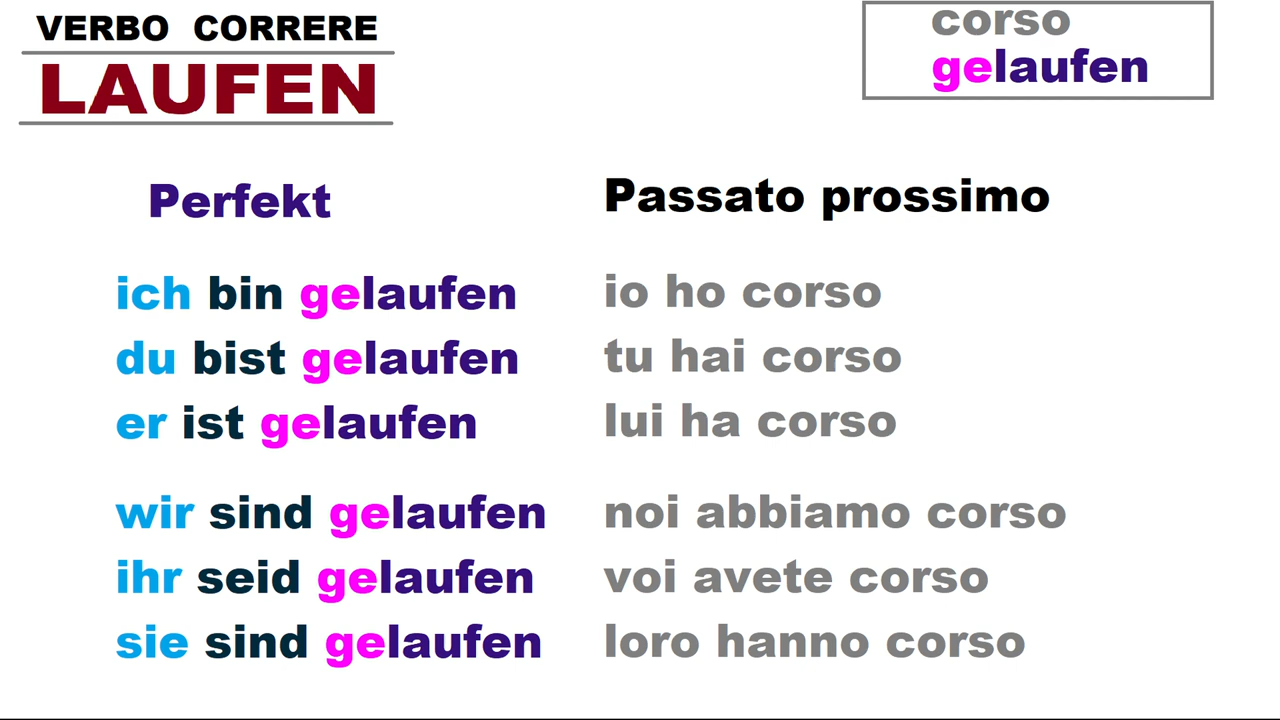 VERBO CORRERE
LAUFEN
corso
gelaufen
Perfekt
Passato prossimo
ich bin gelaufen
io ho corso
du bist gelaufen
tu hai corso
er ist gelaufen
lui ha corso
wir sind gelaufen
noi abbiamo corso
ihr seid gelaufen
voi avete corso
sie sind gelaufen
loro hanno corso